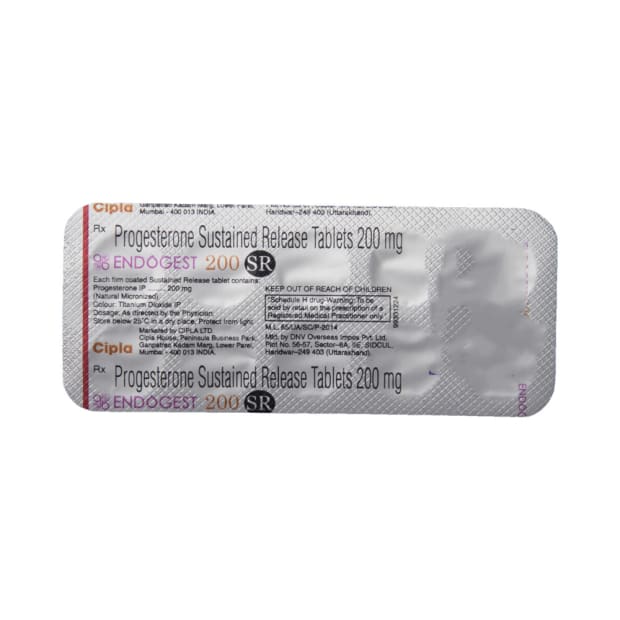 Cipla
Ganpatrao Kadam Marg, Lower Parel,
Mumbai - 400 013 INDIA.
Haridwar-249 403 (Uttarakhand).
Rx Progesterone Sustained Release Tablets 200 mg
ENDOGEST 200 SR
Each film coated Sustained Release tablet contains:
Progesterone IP ........ 200 mg
(Natural Micronized)
Colour: Titanium Dioxide IP
Dosage: As directed by the Physician.
Store below 25°C in a dry place, Protect from light.
Marketed by CIPLA LTD.
Cipla House, Peninsula Business Park,
Ganpatrao Kadam Marg, Lower Parel,
Cipla Mumbai - 400 013 INDIA.
KEEP OUT OF REACH OF CHILDREN
"Schedule H drug-Warning: To be
sold by retail on the prescription of a
Registered Medical Practitioner only."
M.L. 65/UA/SC/P-2014
Mfd. by DNV Overseas Impos Pvt. Ltd.
Plot No. 56-57, Sector-6A, SIDCUL,
Haridwar-249 403 (Uttarakhand).
Rx Progesterone Sustained Release Tablets 200 mg
ENDOGEST 200 SR
ENDOG